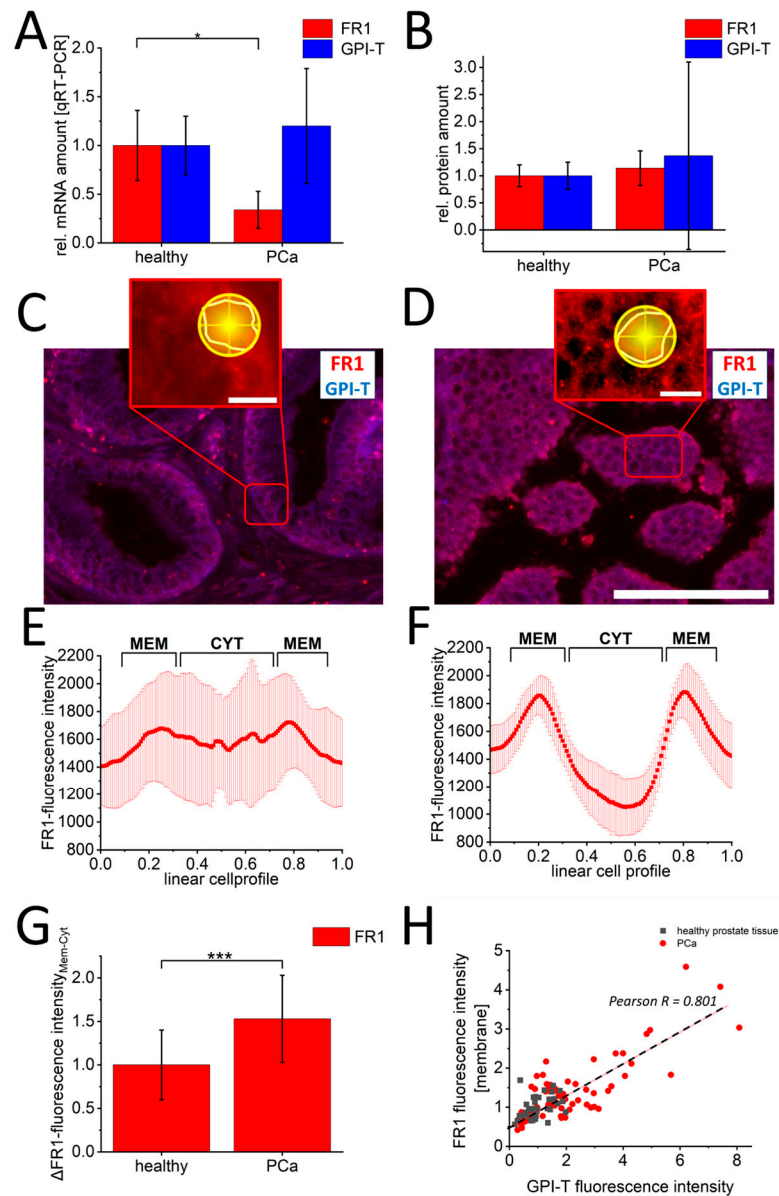 A
FR1
GPI-T
*
rel. mRNA amount [qRT-PCR]
2.0
1.5
1.0
0.5
0.0
healthy
PCa
B
FR1
GPI-T
rel. protein amount
3.0
2.5
2.0
1.5
1.0
0.5
0.0
healthy
PCa
C
FR1
GPI-T
D
FR1
GPI-T
E
MEM
CYT
MEM
FR1-fluorescence intensity
2200
2000
1800
1600
1400
1200
1000
800
0.0
0.2
0.4
0.6
0.8
1.0
linear cellprofile
F
MEM
CYT
MEM
FR1-fluorescence intensity
2200
2000
1800
1600
1400
1200
1000
800
0.0
0.2
0.4
0.6
0.8
1.0
linear cell profile
G
FR1
***
ΔFR1-fluorescence intensity Mem-Cyt
2.0
1.5
1.0
0.5
0.0
healthy
PCa
H
healthy prostate tissue
PCa
Pearson R = 0.801
FR1 fluorescence intensity
[membrane]
5
4
3
2
1
0
0
2
4
6
8
GPI-T fluorescence intensity